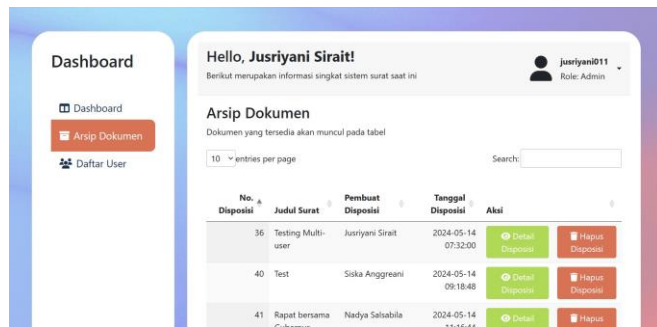 Dashboard
Dashboard
Arsip Dokumen
Daftar User
Hello, Jusriyani Sirait!
Berikut merupakan informasi singkat sistem surat saat ini
jusriyani011
Role: Admin
Arsip Dokumen
Dokumen yang tersedia akan muncul pada tabel
10 entries per page
Search:
No. Disposisi Judul Surat Pembuat Disposisi Tanggal Disposisi Aksi
36 Testing Multi-user Jusriyani Sirait 2024-05-14 07:32:00 Detail Disposisi Hapus Disposisi
40 Test Siska Anggreani 2024-05-14 09:18:48 Detail Disposisi Hapus Disposisi
41 Rapat bersama Nadya Salsabila 2024-05-14 Detail Hapus